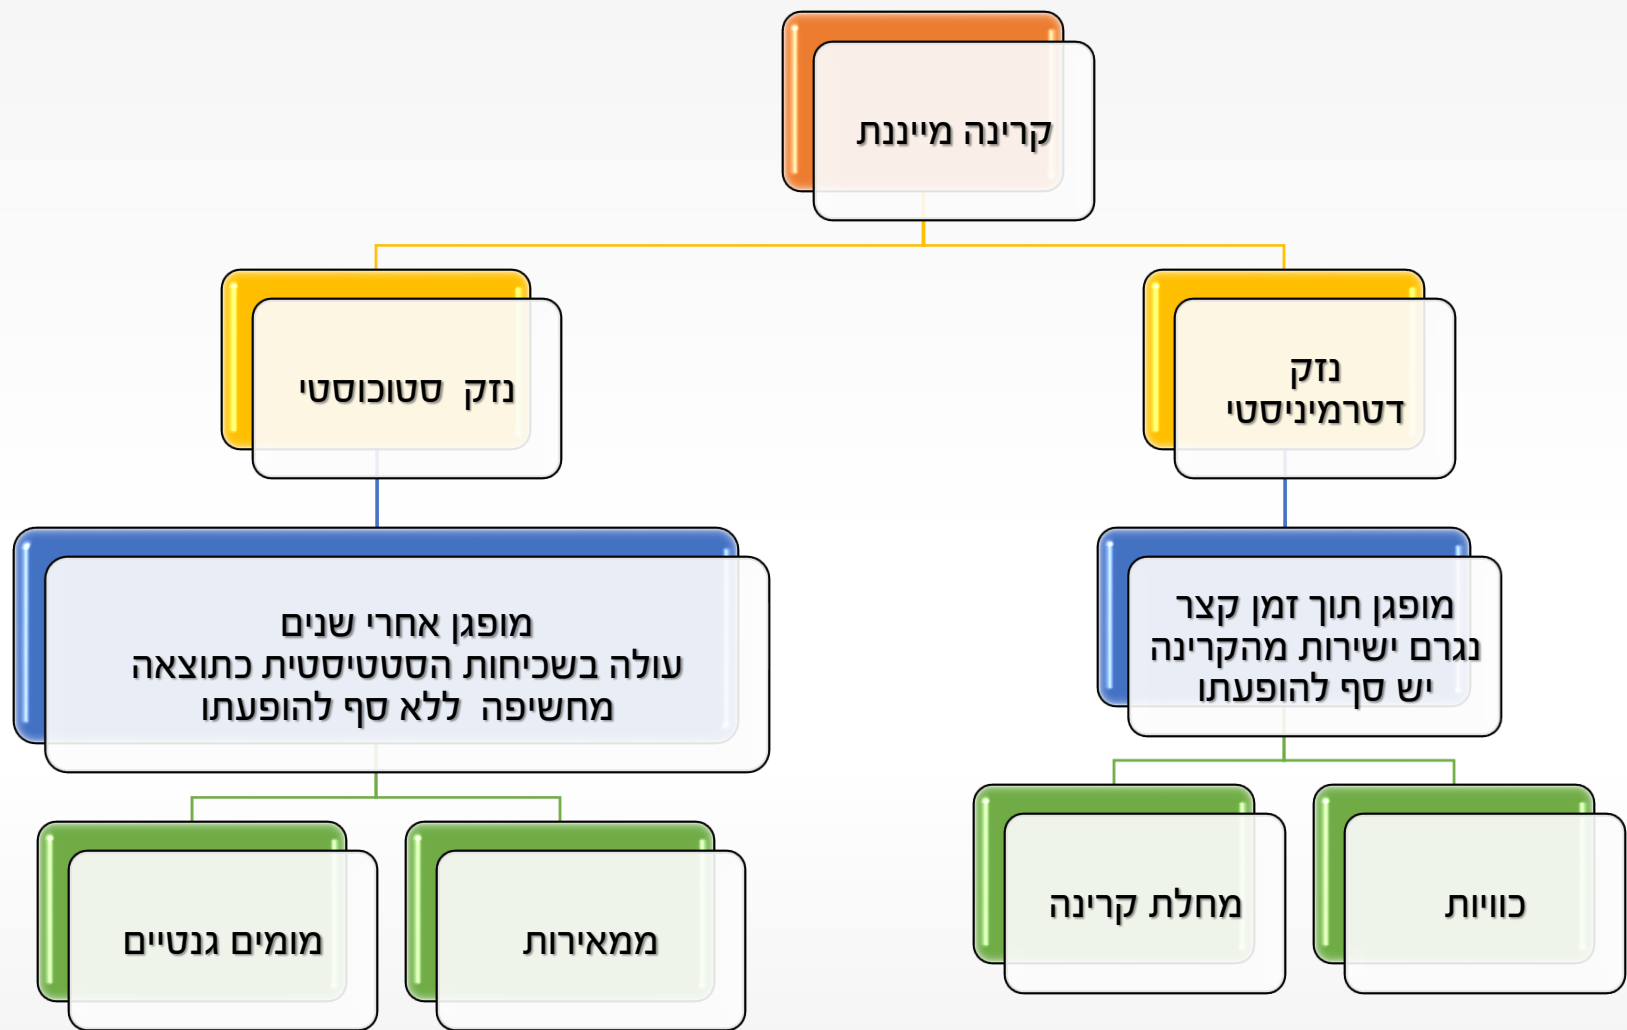 קרינה מייננת
נזק
דטרמיניסטי
נזק סטוכוסטי
מופגן תוך זמן קצר
נגרם ישירות מהקרינה
יש סף להופעתו
מופגן אחרי שנים
עולה בשכיחות הסטטיסטית כתוצאה
מחשיפה ללא סף להופעתו
כוויות
מחלת קרינה
ממאירות
מומים גנטיים